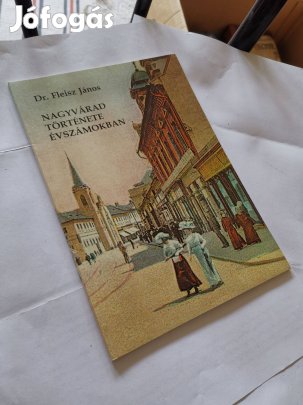 Jófogás
Dr. Fleisz János
NAGYVÁRAD
TÖRTÉNETE
ÉVSZÁMOKBAN